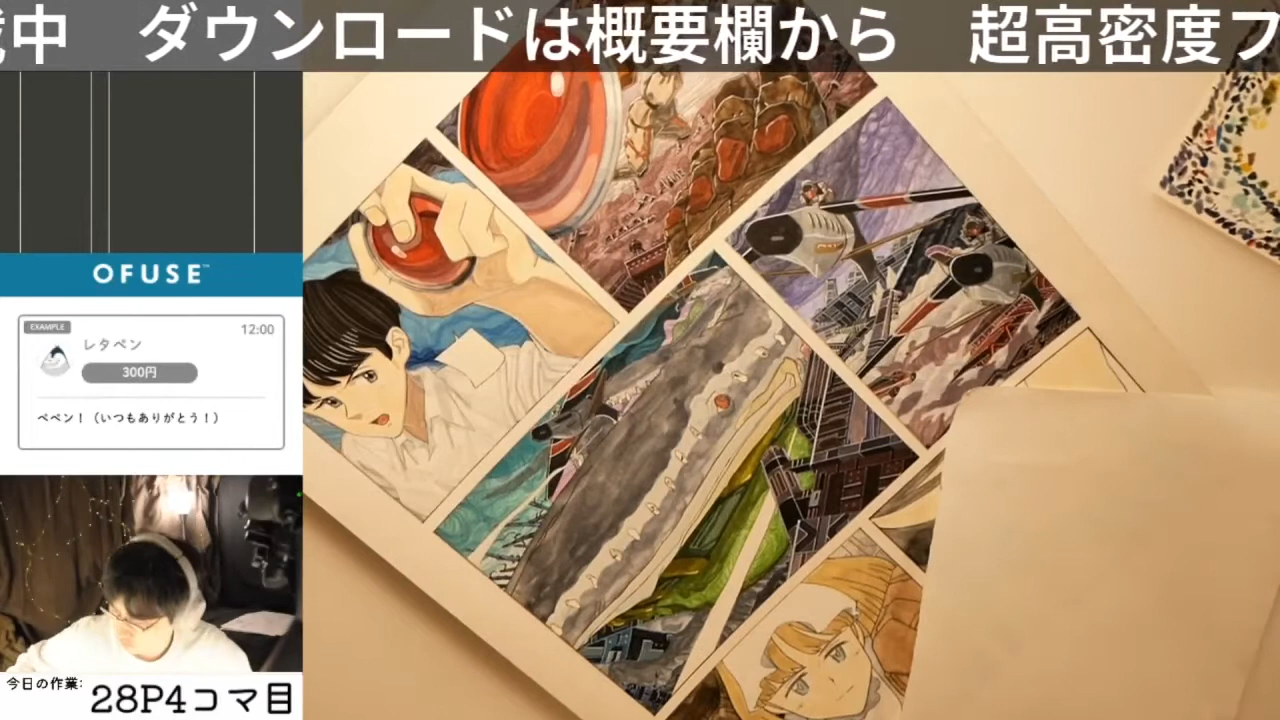 中　ダウンロードは概要欄から　超高密度フ
OFUSE
EXAMPLE
12:00
レタペン
300円
ペペン！（いつもありがとう！）
今日の作業:
28P4コマ目